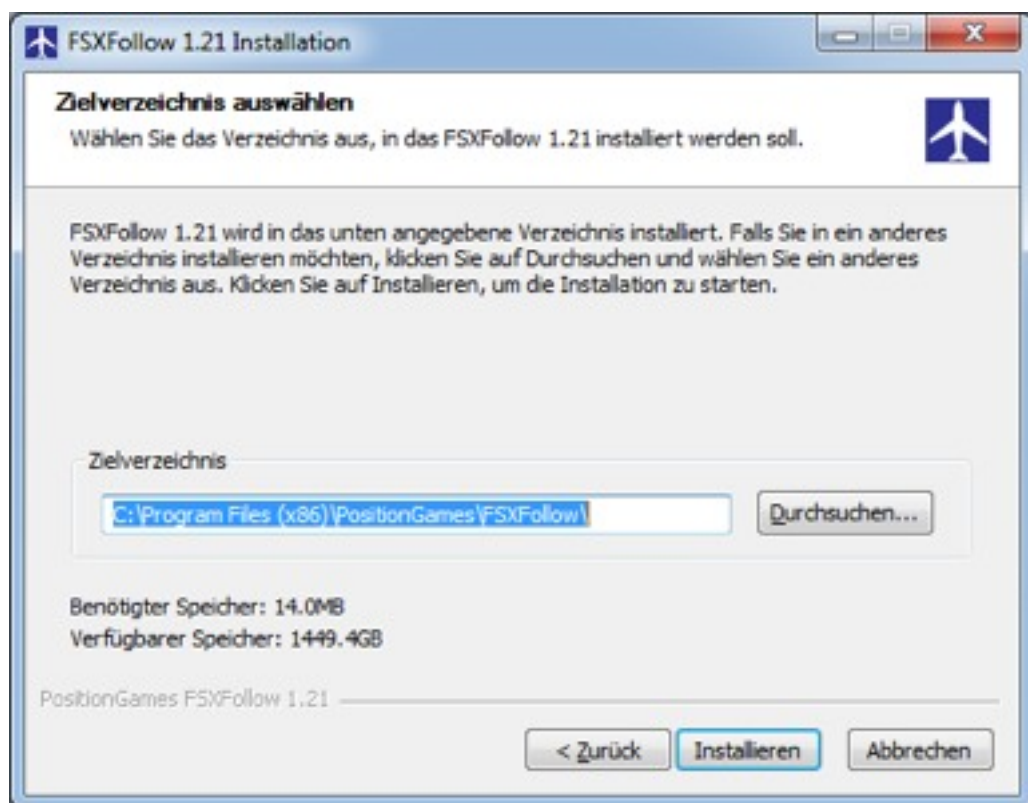 FSXFollow 1.21 Installation
Zielverzeichnis auswählen
Wählen Sie das Verzeichnis aus, in das FSXFollow 1.21 installiert werden soll.
FSXFollow 1.21 wird in das unten angegebene Verzeichnis installiert. Falls Sie in ein anderes
Verzeichnis installieren möchten, klicken Sie auf Durchsuchen und wählen Sie ein anderes
Verzeichnis aus. Klicken Sie auf Installieren, um die Installation zu starten.
Zielverzeichnis
C:\Program Files (x86)\PositionGames\FSXFollow\
Durchsuchen...
Benötigter Speicher: 14.0MB
Verfügbarer Speicher: 1449.4GB
PositionGames FSXFollow 1.21
< Zurück Installieren Abbrechen